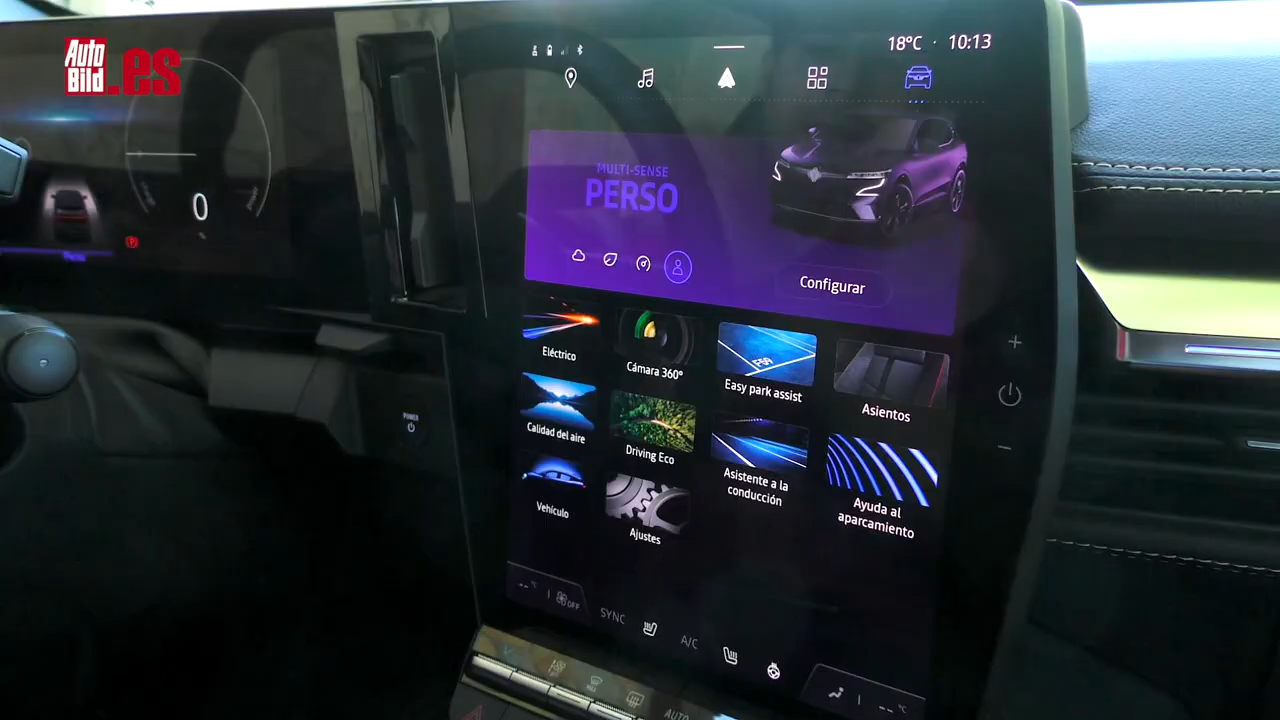 Auto
Bild
.es
18°C · 10:13
MULTI-SENSE
PERSO
Configurar
0
Perso
POWER
Eléctrico
Cámara 360°
Easy park assist
Asientos
Calidad del aire
Driving Eco
Asistente a la
conducción
Ayuda al
aparcamiento
Vehículo
Ajustes
-- °C
OFF
SYNC
A/C
-- °C
AUTO